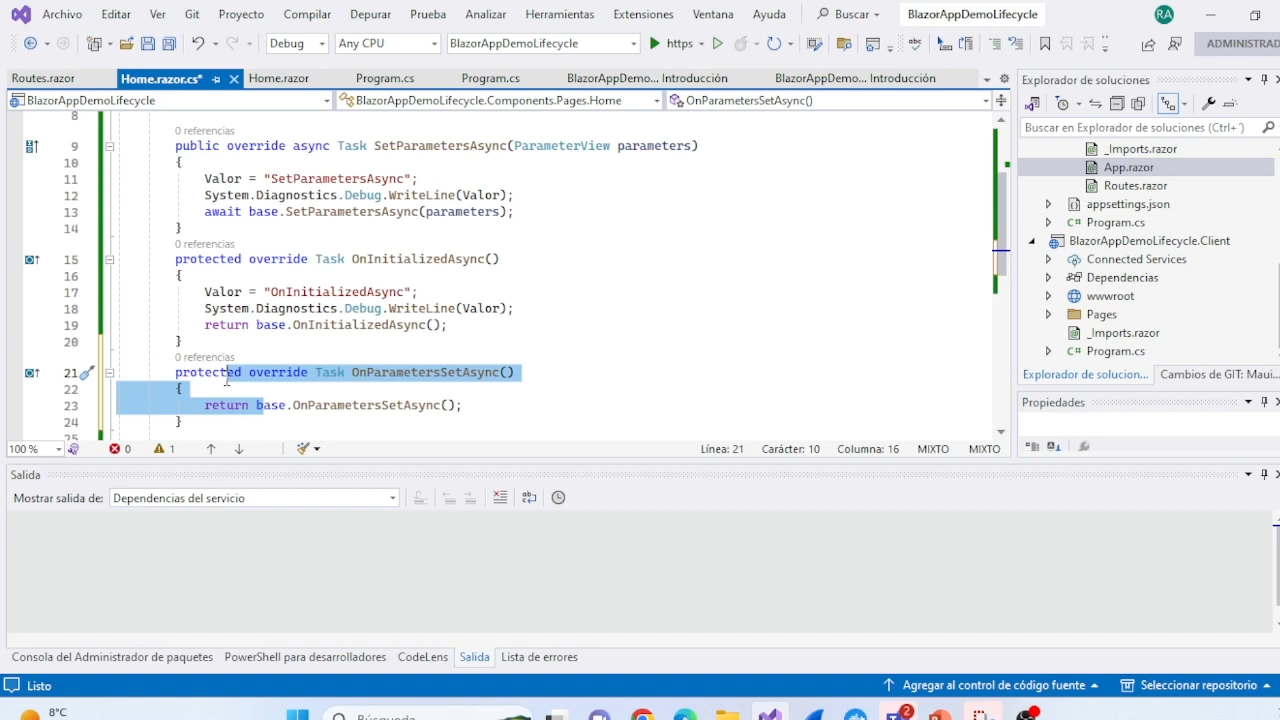 Archivo Editar Ver Git Proyecto Compilar Depurar Prueba Analizar Herramientas Extensiones Ventana Ayuda Buscar BlazorAppDemoLifecycle RA
Debug Any CPU BlazorAppDemoLifecycle https ADMINISTRAD
Routes.razor Home.razor.cs* Home.razor Program.cs Program.cs BlazorAppDemo... Introducción BlazorAppDemo... Introducción
BlazorAppDemoLifecycle BlazorAppDemoLifecycle.Components.Pages.Home OnParametersSetAsync()
8
0 referencias
9 public override async Task SetParametersAsync(ParameterView parameters)
10 {
11 Valor = "SetParametersAsync";
12 System.Diagnostics.Debug.WriteLine(Valor);
13 await base.SetParametersAsync(parameters);
14 }
0 referencias
15 protected override Task OnInitializedAsync()
16 {
17 Valor = "OnInitializedAsync";
18 System.Diagnostics.Debug.WriteLine(Valor);
19 return base.OnInitializedAsync();
20 }
0 referencias
21 protected override Task OnParametersSetAsync()
22 {
23 return base.OnParametersSetAsync();
24 }
25
100 % 0 1 Línea: 21 Carácter: 10 Columna: 16 MIXTO MIXTO
Explorador de soluciones
Buscar en Explorador de soluciones (Ctrl+´)
_Imports.razor
App.razor
Routes.razor
appsettings.json
C# Program.cs
BlazorAppDemoLifecycle.Client
Connected Services
Dependencias
wwwroot
Pages
_Imports.razor
C# Program.cs
Explorador de solucion... Cambios de GIT: Maui...
Propiedades
Salida
Mostrar salida de: Dependencias del servicio
Consola del Administrador de paquetes PowerShell para desarrolladores CodeLens Salida Lista de errores
Listo Agregar al control de código fuente Seleccionar repositorio
8°C Búsqueda 2